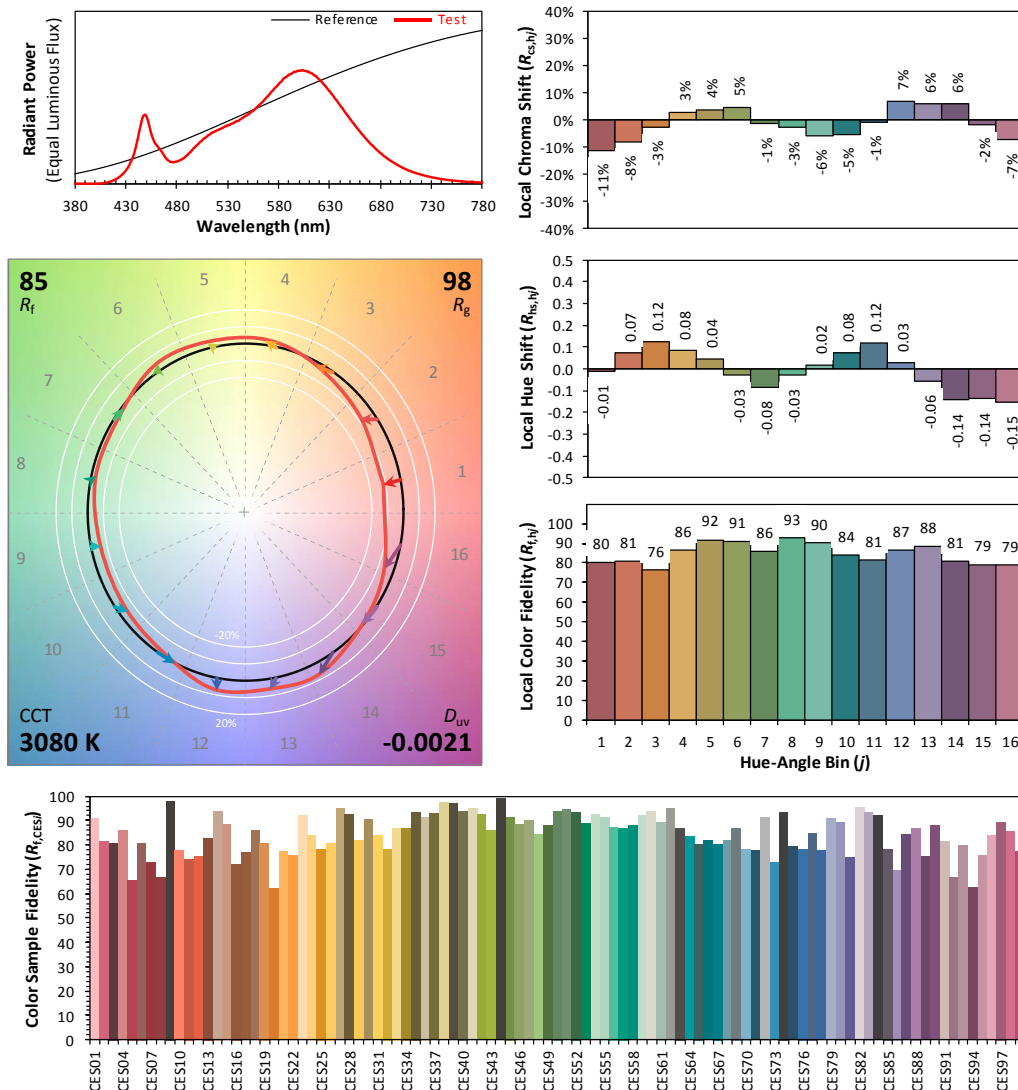 Reference Test
Radiant Power
(Equal Luminous Flux)
380 430 480 530 580 630 680 730 780
Wavelength (nm)
Local Chroma Shift (Rcs,hj)
40%
30%
20%
10%
0%
-10%
-20%
-30%
-40%
-11% -8% -3% 3% 4% 5% -1% -3% -6% -5% -1% 7% 6% 6% -2% -7%
85
Rf
98
Rg
5 4
6 3
7 2
8 1
9 16
10 15
11 14
12 13
-20%
20%
CCT
3080 K
Duv
-0.0021
Local Hue Shift (Rhs,hj)
0.5
0.4
0.3
0.2
0.1
0.0
-0.1
-0.2
-0.3
-0.4
-0.5
-0.01 0.07 0.12 0.08 0.04 -0.03 -0.08 -0.03 0.02 0.08 0.12 0.03 -0.06 -0.14 -0.14 -0.15
Local Color Fidelity (Rf,hj)
100
90
80
70
60
50
40
30
20
10
0
80 81 76 86 92 91 86 93 90 84 81 87 88 81 79 79
1 2 3 4 5 6 7 8 9 10 11 12 13 14 15 16
Hue-Angle Bin (j)
Color Sample Fidelity (Rf,CESi)
100
90
80
70
60
50
40
30
20
10
0
CES01 CES04 CES07 CES10 CES13 CES16 CES19 CES22 CES25 CES28 CES31 CES34 CES37 CES40 CES43 CES46 CES49 CES52 CES55 CES58 CES61 CES64 CES67 CES70 CES73 CES76 CES79 CES82 CES85 CES88 CES91 CES94 CES97